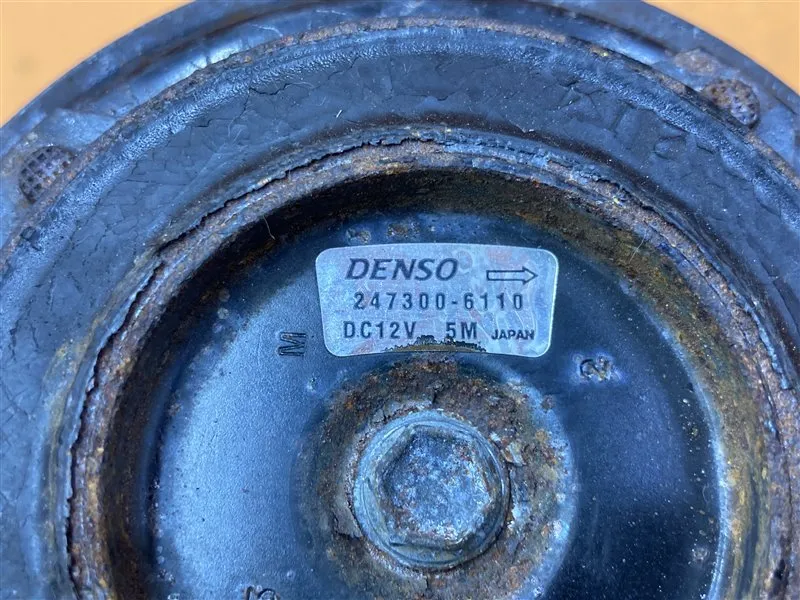 DENSO
247300-6110
DC12V 5M JAPAN
M